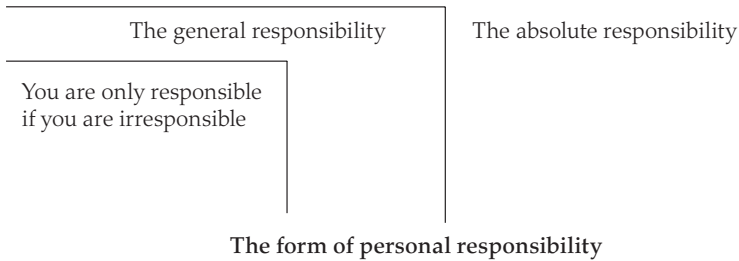 The general responsibility
The absolute responsibility
You are only responsible
if you are irresponsible
The form of personal responsibility